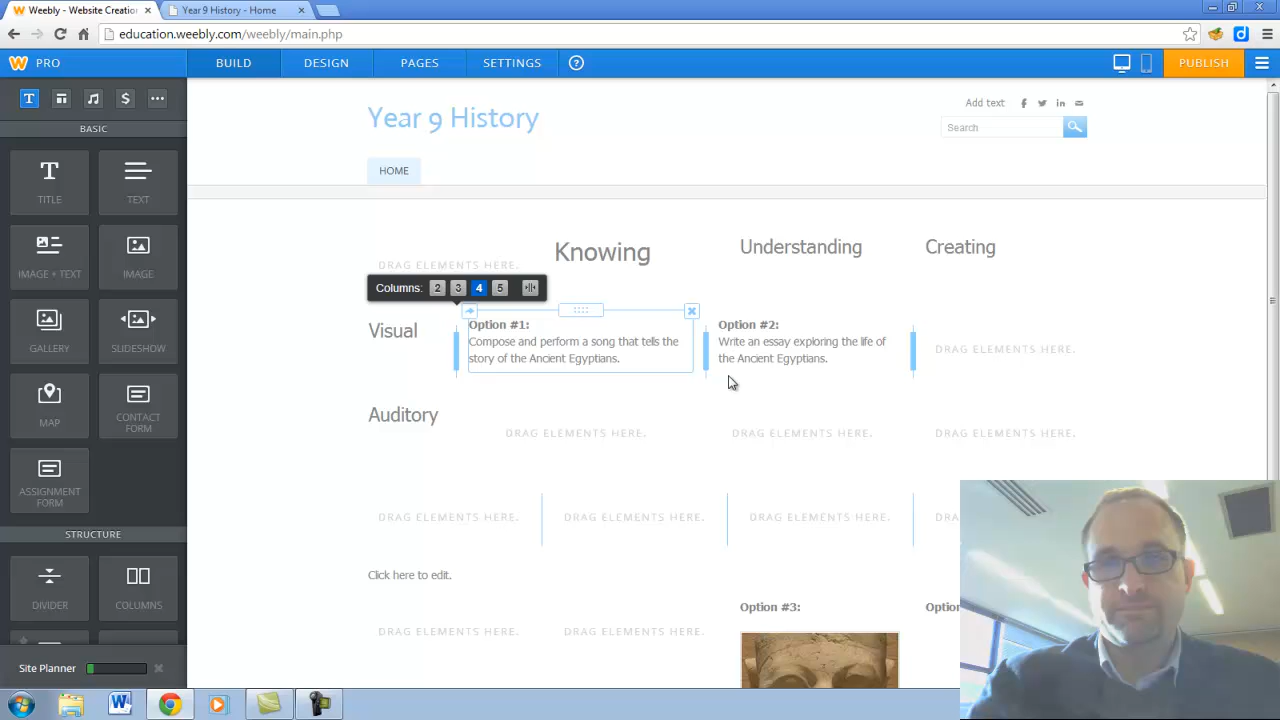 Weebly - Website Creation
Year 9 History - Home
education.weebly.com/weebly/main.php
PRO
BUILD
DESIGN
PAGES
SETTINGS
?
PUBLISH
T
$
BASIC
Year 9 History
Add text
Search
HOME
T
TITLE
TEXT
IMAGE + TEXT
IMAGE
GALLERY
SLIDESHOW
MAP
CONTACT
FORM
ASSIGNMENT
FORM
STRUCTURE
DIVIDER
COLUMNS
Site Planner
Knowing
Understanding
Creating
DRAG ELEMENTS HERE.
Columns: 2 3 4 5
Visual
Option #1:
Compose and perform a song that tells the
story of the Ancient Egyptians.
Option #2:
Write an essay exploring the life of
the Ancient Egyptians.
DRAG ELEMENTS HERE.
Auditory
DRAG ELEMENTS HERE.
DRAG ELEMENTS HERE.
DRAG ELEMENTS HERE.
DRAG ELEMENTS HERE.
DRAG ELEMENTS HERE.
DRAG ELEMENTS HERE.
DRA
Click here to edit.
DRAG ELEMENTS HERE.
DRAG ELEMENTS HERE.
Option #3:
Optio